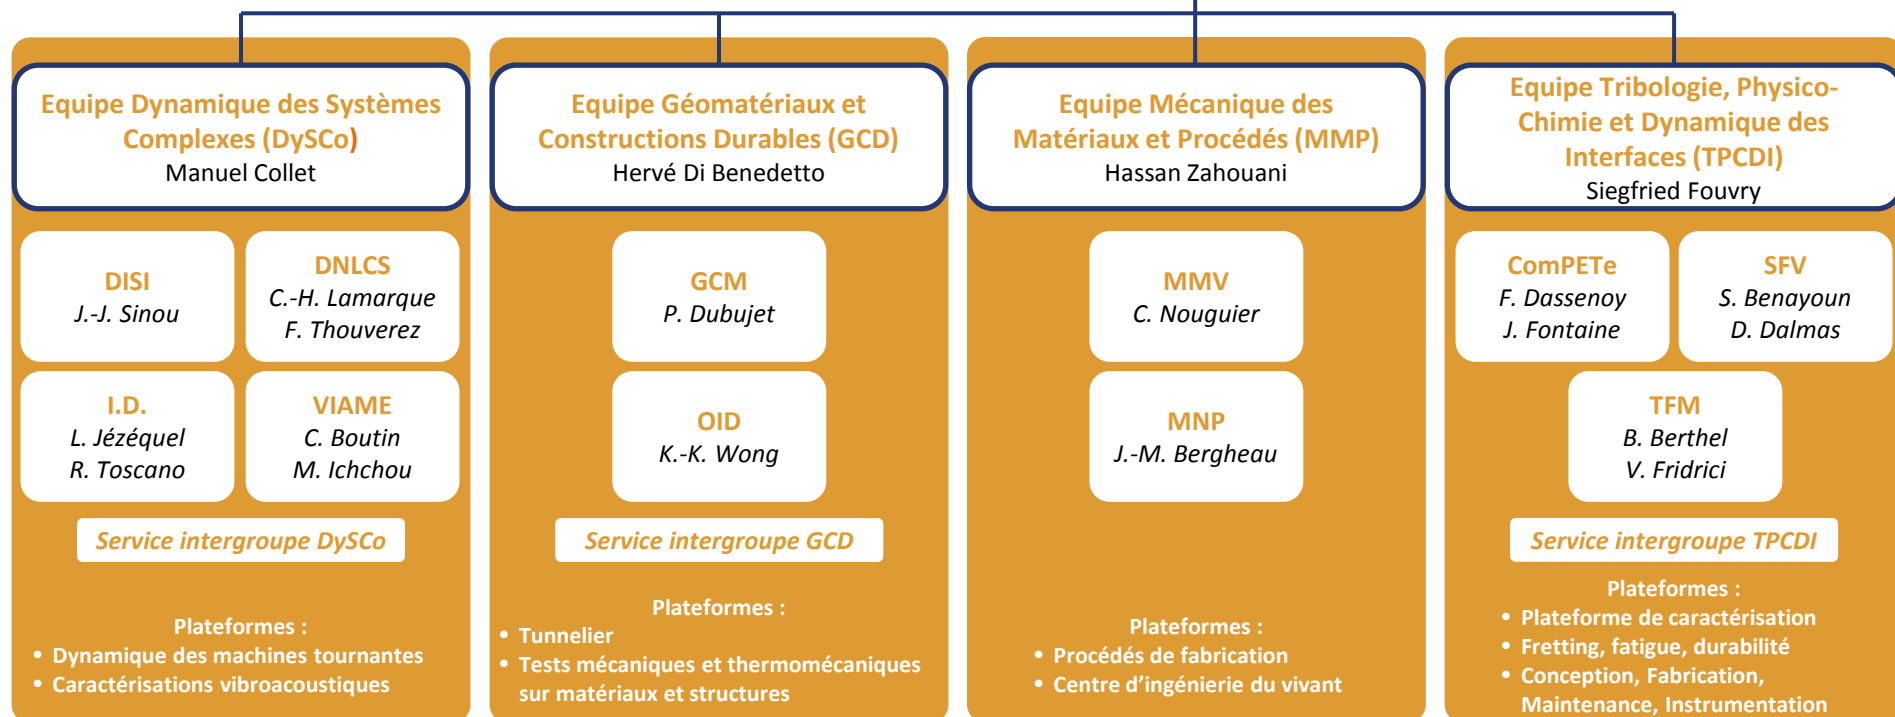 Equipe Dynamique des Systèmes
Complexes (DySCo)
Manuel Collet
DISI
J.-J. Sinou
DNLCS
C.-H. Lamarque
F. Thouverez
I.D.
L. Jézéquel
R. Toscano
VIAME
C. Boutin
M. Ichchou
Service intergroupe DySCo
Plateformes :
• Dynamique des machines tournantes
• Caractérisations vibroacoustiques
Equipe Géomatériaux et
Constructions Durables (GCD)
Hervé Di Benedetto
GCM
P. Dubujet
OID
K.-K. Wong
Service intergroupe GCD
Plateformes :
• Tunnelier
• Tests mécaniques et thermomécaniques
sur matériaux et structures
Equipe Mécanique des
Matériaux et Procédés (MMP)
Hassan Zahouani
MMV
C. Nouguier
MNP
J.-M. Bergheau
Plateformes :
• Procédés de fabrication
• Centre d'ingénierie du vivant
Equipe Tribologie, Physico-
Chimie et Dynamique des
Interfaces (TPCDI)
Siegfried Fouvry
ComPETe
F. Dassenoy
J. Fontaine
SFV
S. Benayoun
D. Dalmas
TFM
B. Berthel
V. Fridrici
Service intergroupe TPCDI
Plateformes :
• Plateforme de caractérisation
• Fretting, fatigue, durabilité
• Conception, Fabrication,
Maintenance, Instrumentation